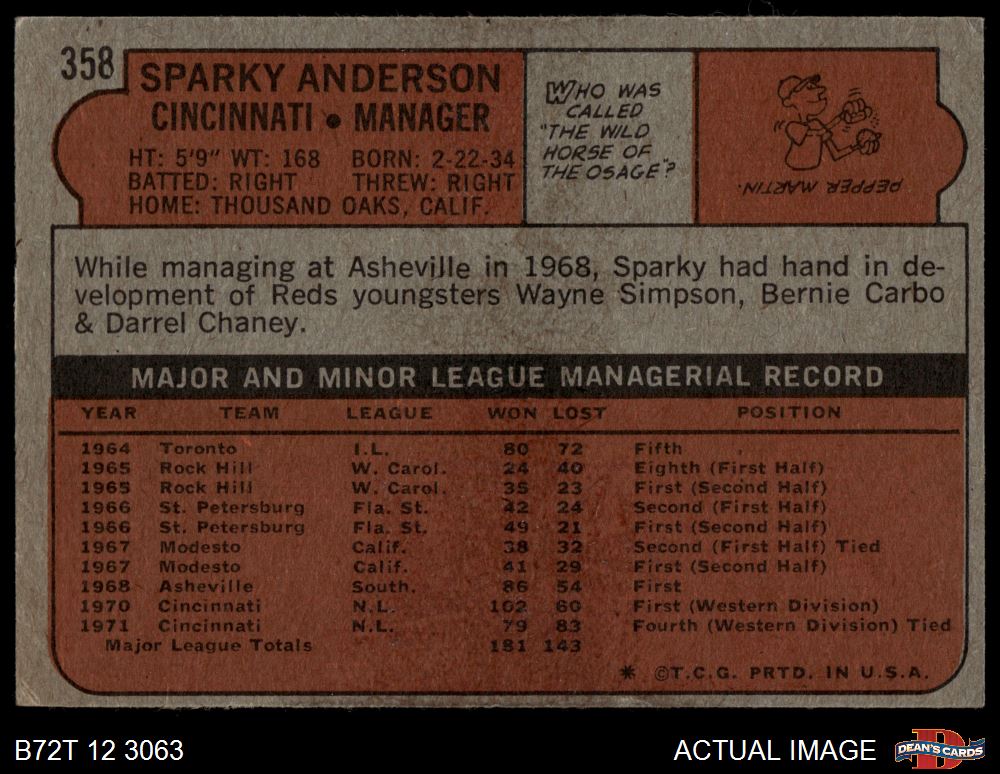 358
SPARKY ANDERSON
CINCINNATI • MANAGER
HT: 5'9" WT: 168 BORN: 2-22-34
BATTED: RIGHT THREW: RIGHT
HOME: THOUSAND OAKS, CALIF.
WHO WAS
CALLED
"THE WILD
HORSE OF
THE OSAGE"?
PEPPER MARTIN.
While managing at Asheville in 1968, Sparky had hand in de-
velopment of Reds youngsters Wayne Simpson, Bernie Carbo
& Darrel Chaney.
MAJOR AND MINOR LEAGUE MANAGERIAL RECORD
YEAR TEAM LEAGUE WON LOST POSITION
1964 Toronto I.L. 80 72 Fifth
1965 Rock Hill W. Carol. 24 40 Eighth (First Half)
1965 Rock Hill W. Carol. 35 23 First (Second Half)
1966 St. Petersburg Fla. St. 42 24 Second (First Half)
1966 St. Petersburg Fla. St. 49 21 First (Second Half)
1967 Modesto Calif. 38 32 Second (First Half) Tied
1967 Modesto Calif. 41 29 First (Second Half)
1968 Asheville South. 86 54 First
1970 Cincinnati N.L. 102 60 First (Western Division)
1971 Cincinnati N.L. 79 83 Fourth (Western Division) Tied
Major League Totals 181 143
* ©T.C.G. PRTD. IN U.S.A.
B72T 12 3063
ACTUAL IMAGE
DEAN'S CARDS